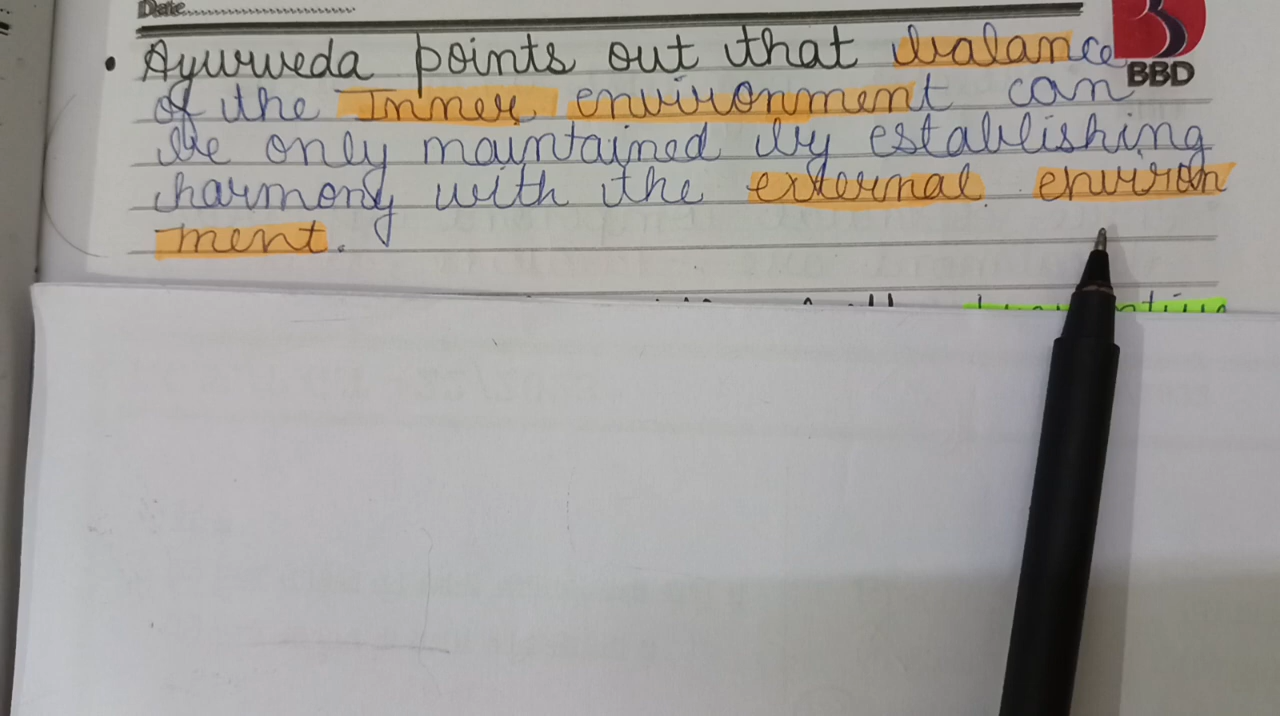 Date
• Ayurveda points out that balance
BBD
of the Inner environment can
be only maintained by establishing
harmony with the external environ
ment.